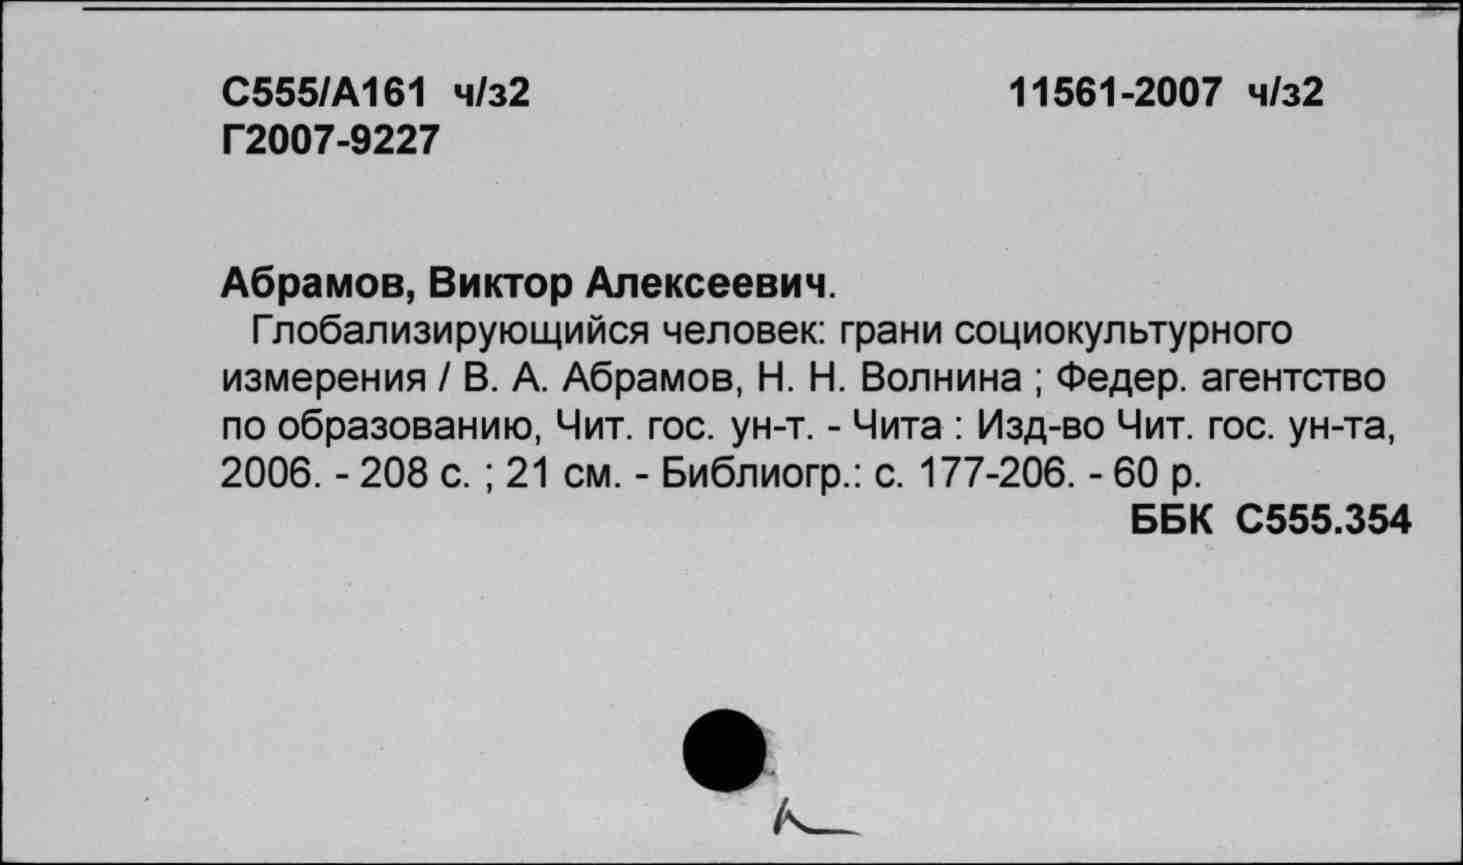 С555/А161 ч/з2 11561-2007 ч/з2
Г2007-9227
Абрамов, Виктор Алексеевич.
Глобализирующийся человек: грани социокультурного
измерения / В. А. Абрамов, Н. Н. Волнина ; Федер. агентство
по образованию, Чит. гос. ун-т. - Чита : Изд-во Чит. гос. ун-та,
2006. - 208 с. ; 21 см. - Библиогр.: с. 177-206. - 60 р.
ББК С555.354